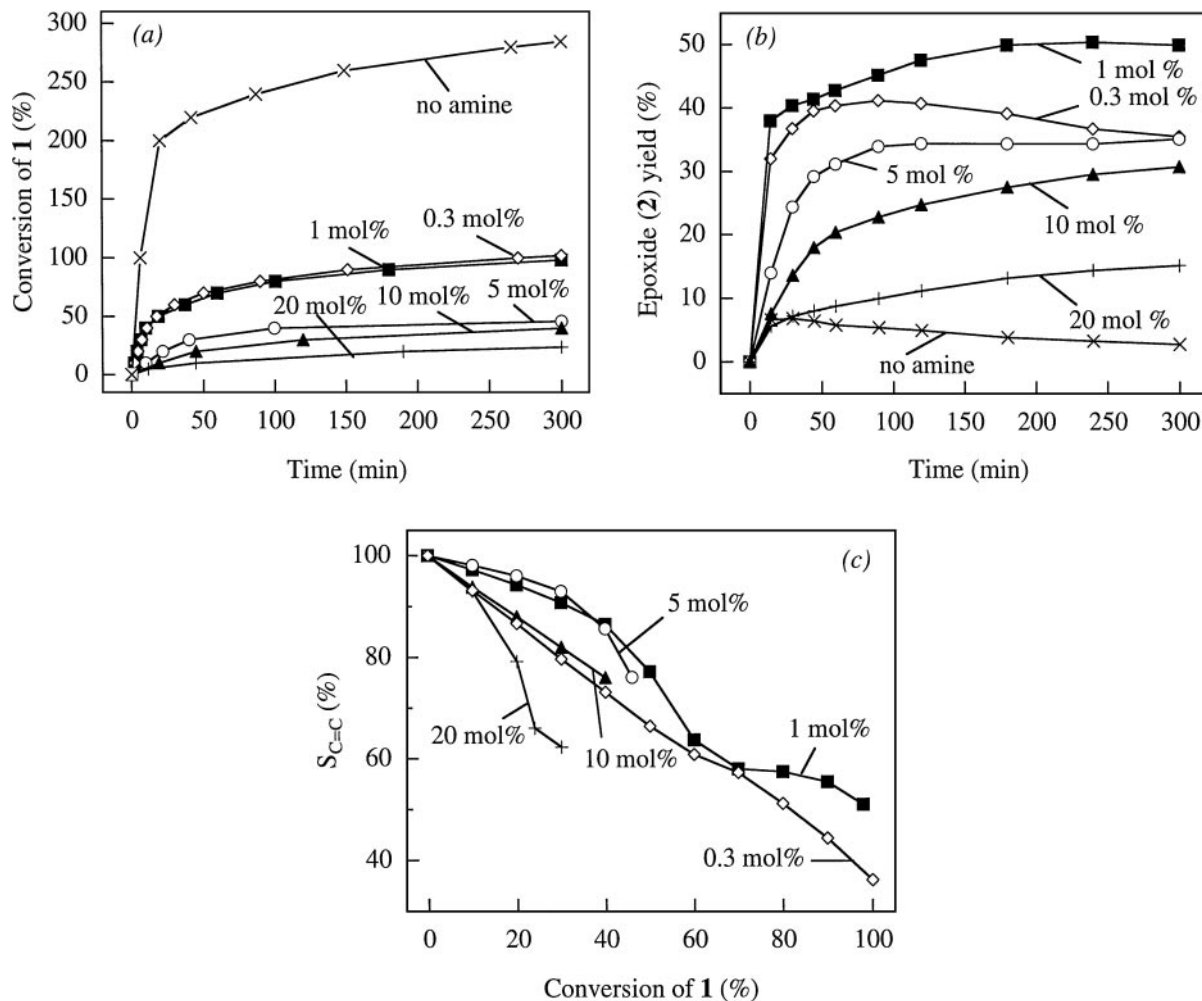 (a)
Conversion of 1 (%)
300
250
200
150
100
50
0
no amine
1 mol%
0.3 mol%
20 mol%
10 mol%
5 mol%
0 50 100 150 200 250 300
Time (min)
(b)
Epoxide (2) yield (%)
50
40
30
20
10
0
1 mol %
0.3 mol %
5 mol %
10 mol %
20 mol %
no amine
0 50 100 150 200 250 300
Time (min)
(c)
S_C=C (%)
100
80
60
40
5 mol%
20 mol%
10 mol%
1 mol%
0.3 mol%
0 20 40 60 80 100
Conversion of 1 (%)